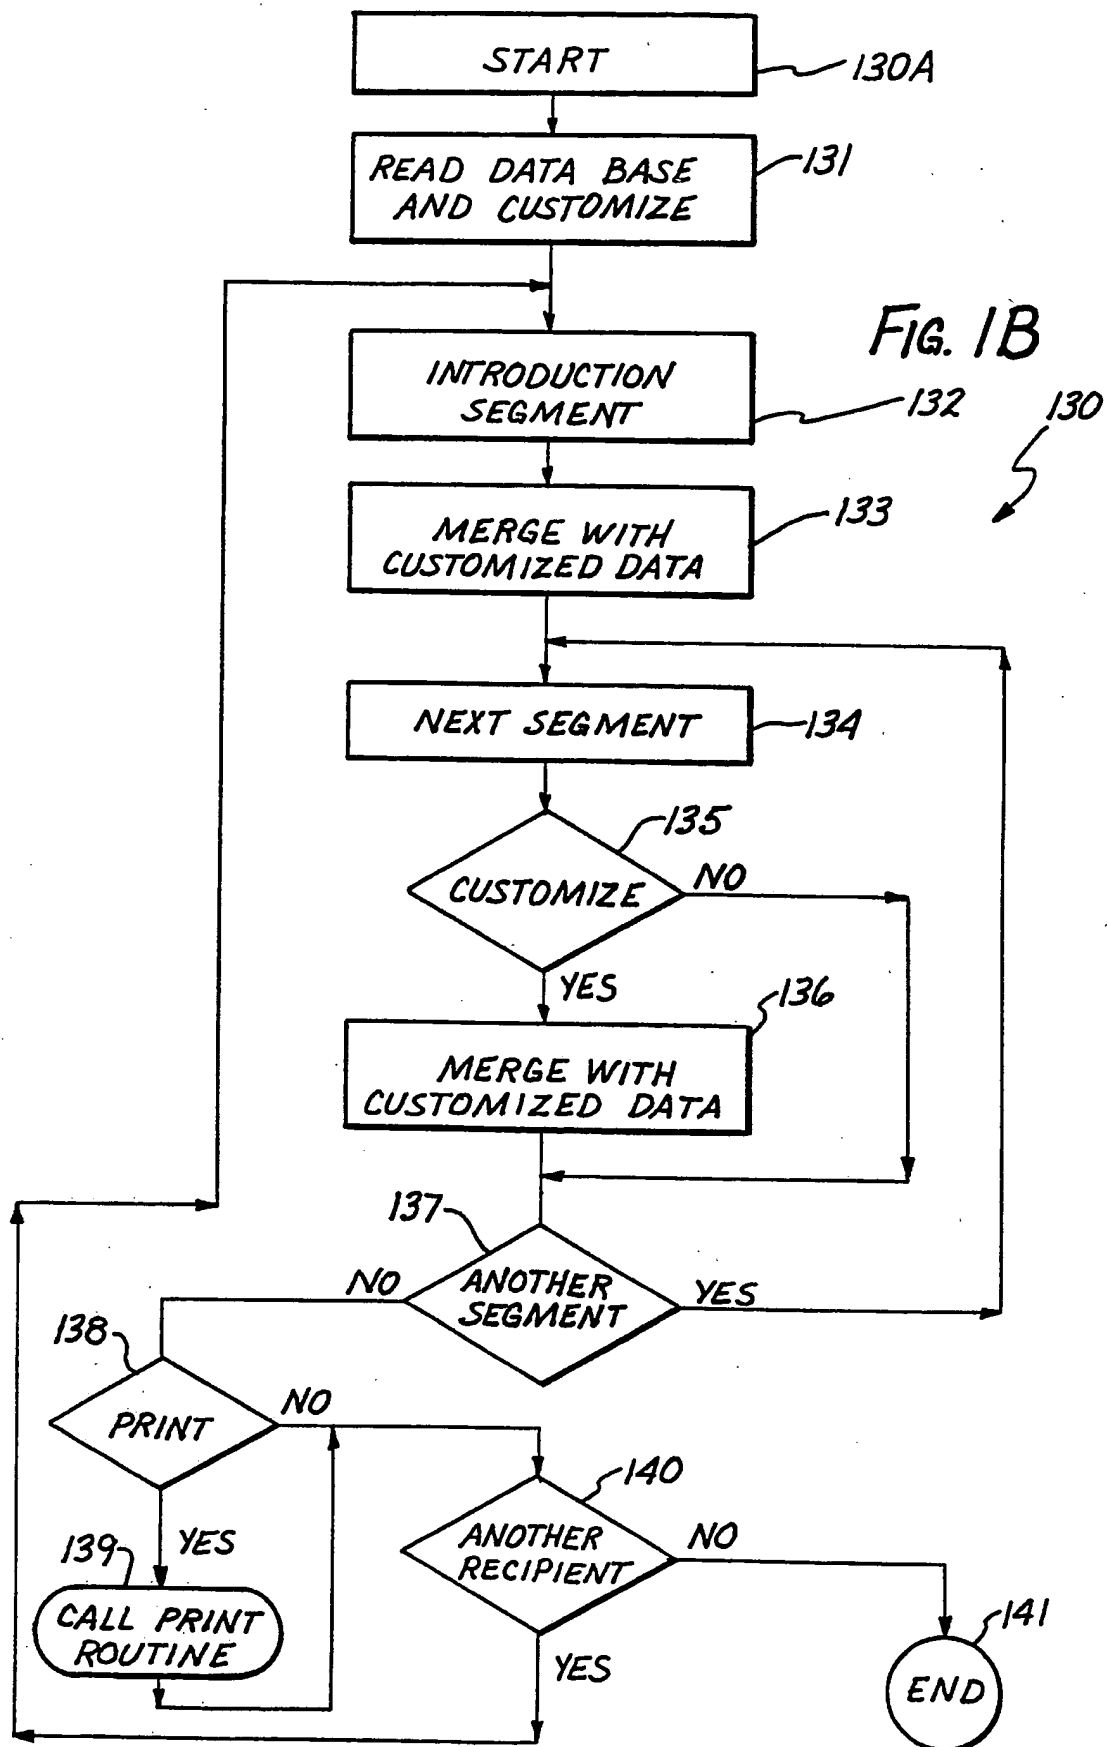 START
130A
READ DATA BASE
AND CUSTOMIZE
131
FIG. 1B
INTRODUCTION
SEGMENT
132
130
MERGE WITH
CUSTOMIZED DATA
133
NEXT SEGMENT
134
135
CUSTOMIZE
NO
YES
136
MERGE WITH
CUSTOMIZED DATA
137
NO
ANOTHER
SEGMENT
YES
138
PRINT
NO
140
ANOTHER
RECIPIENT
NO
139
YES
CALL PRINT
ROUTINE
YES
141
END